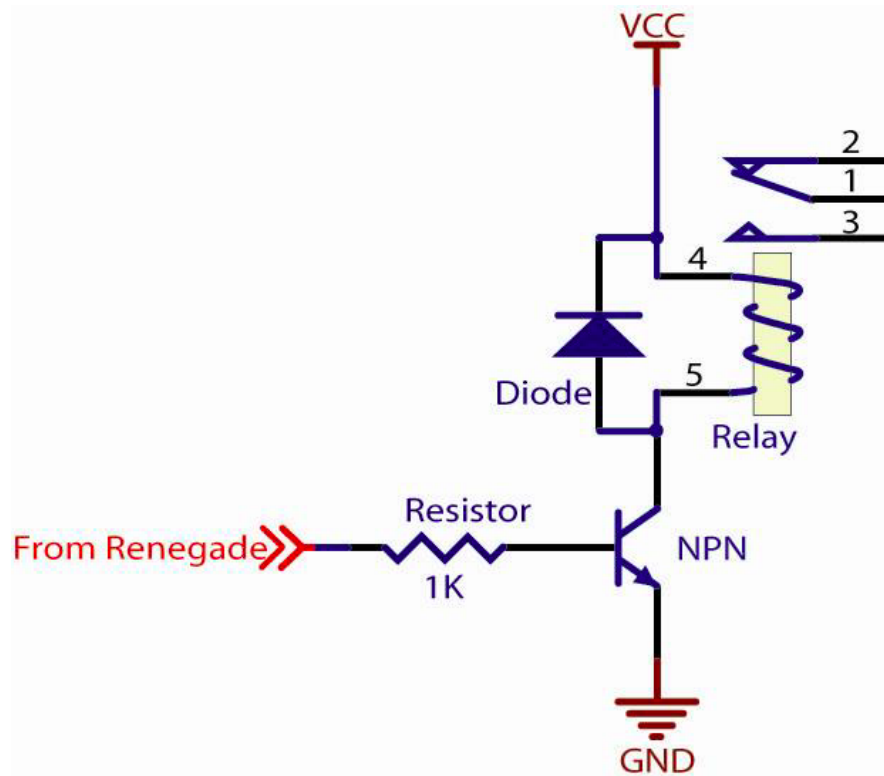 VCC
2
1
3
4
5
Diode
Relay
Resistor
From Renegade
NPN
1K
GND